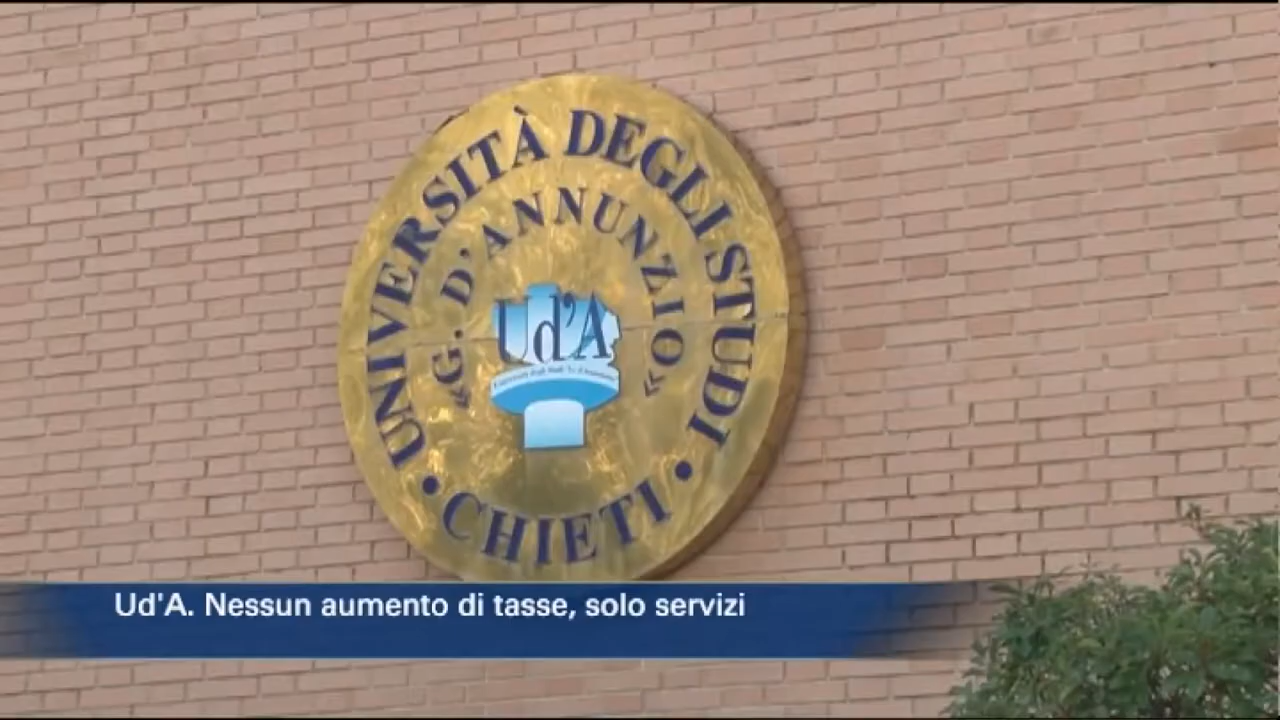 UNIVERSITÀ DEGLI STUDI
«G. D'ANNUNZIO»
Ud'A
• CHIETI •
Ud'A. Nessun aumento di tasse, solo servizi